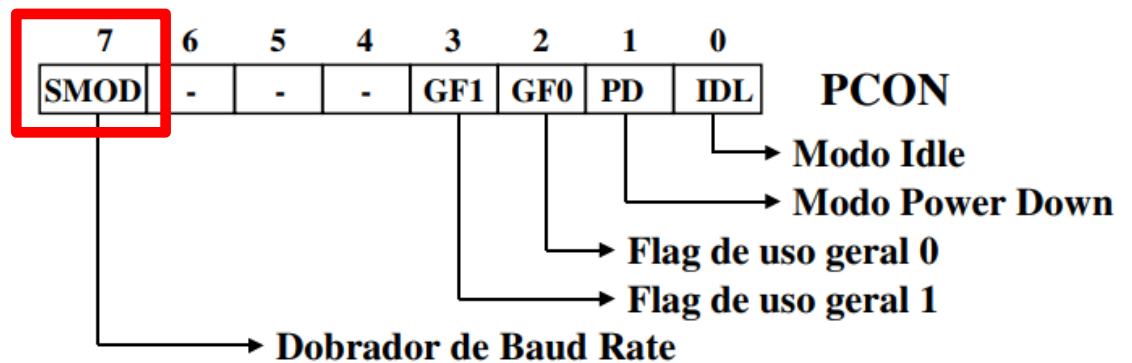 7 6 5 4 3 2 1 0
SMOD - - - GF1 GF0 PD IDL PCON
Modo Idle
Modo Power Down
Flag de uso geral 0
Flag de uso geral 1
Dobrador de Baud Rate